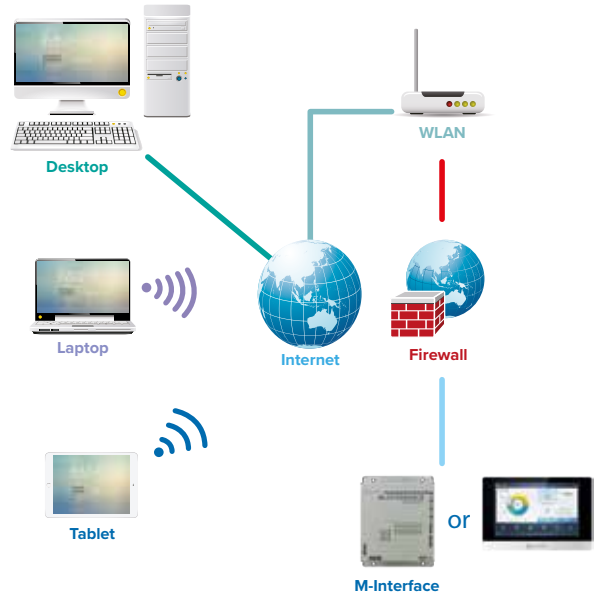 WLAN
Desktop
Laptop
Internet
Firewall
Tablet
or
M-Interface